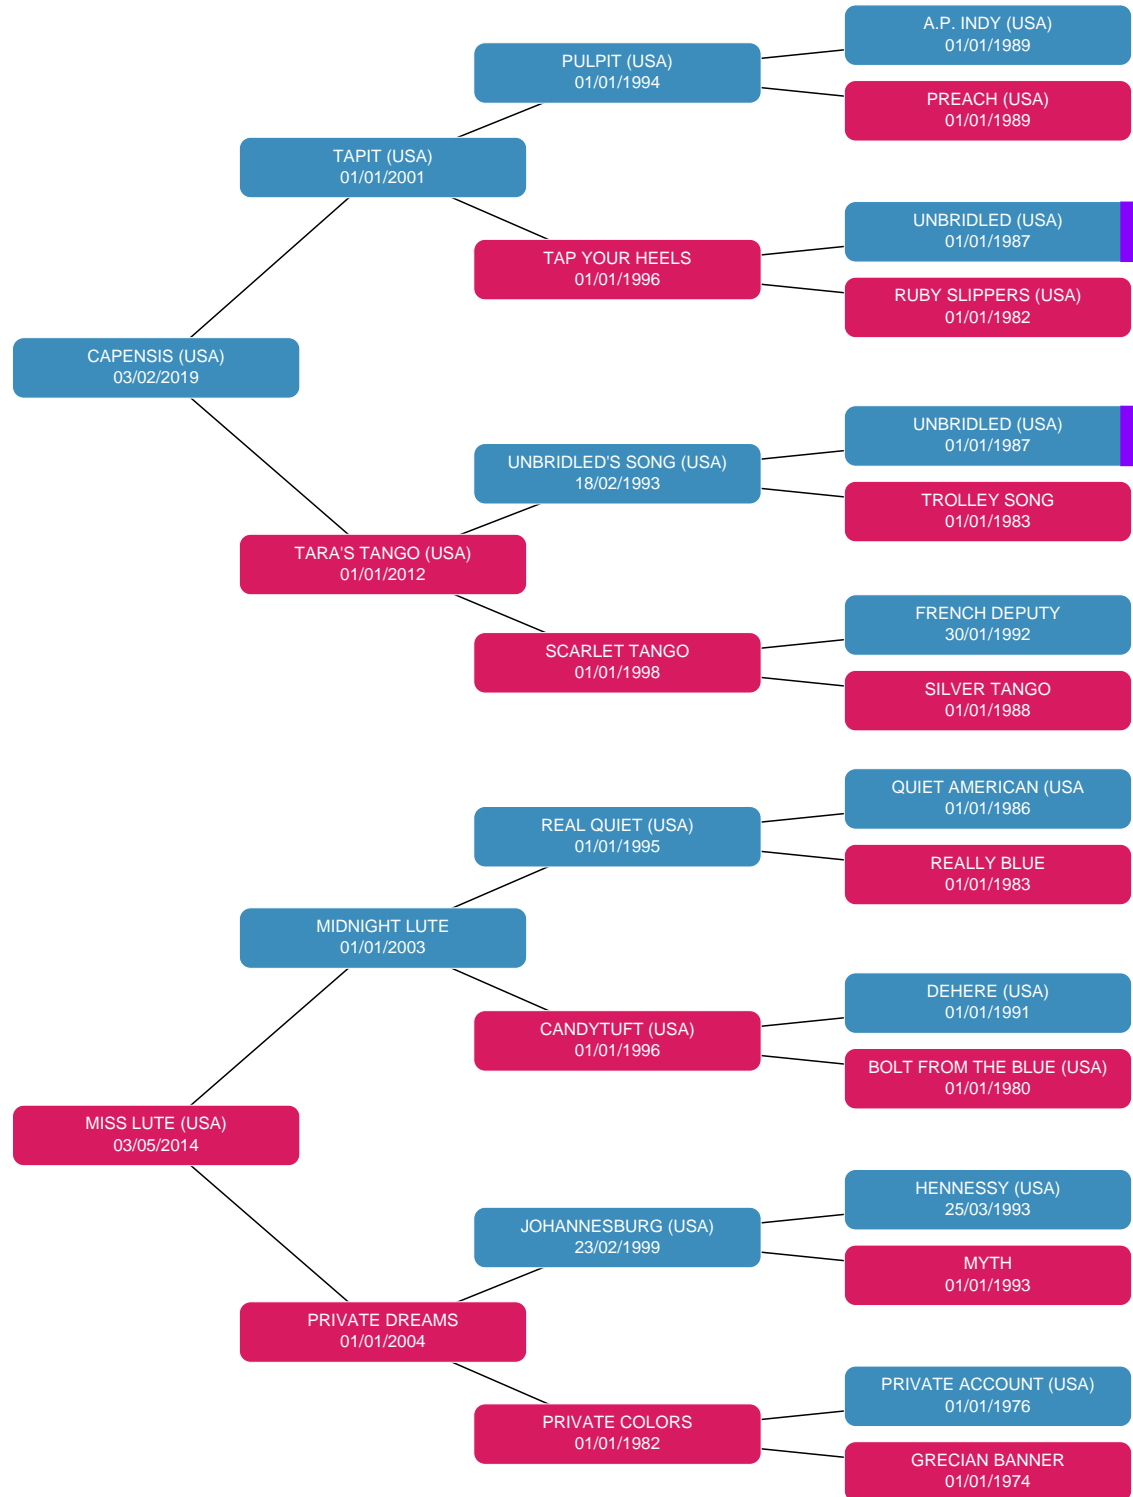 A.P. INDY (USA)
01/01/1989
PULPIT (USA)
01/01/1994
PREACH (USA)
01/01/1989
TAPIT (USA)
01/01/2001
UNBRIDLED (USA)
01/01/1987
TAP YOUR HEELS
01/01/1996
RUBY SLIPPERS (USA)
01/01/1982
CAPENSIS (USA)
03/02/2019
UNBRIDLED (USA)
01/01/1987
UNBRIDLED'S SONG (USA)
18/02/1993
TROLLEY SONG
01/01/1983
TARA'S TANGO (USA)
01/01/2012
FRENCH DEPUTY
30/01/1992
SCARLET TANGO
01/01/1998
SILVER TANGO
01/01/1988
QUIET AMERICAN (USA
01/01/1986
REAL QUIET (USA)
01/01/1995
REALLY BLUE
01/01/1983
MIDNIGHT LUTE
01/01/2003
DEHERE (USA)
01/01/1991
CANDYTUFT (USA)
01/01/1996
BOLT FROM THE BLUE (USA)
01/01/1980
MISS LUTE (USA)
03/05/2014
HENNESSY (USA)
25/03/1993
JOHANNESBURG (USA)
23/02/1999
MYTH
01/01/1993
PRIVATE DREAMS
01/01/2004
PRIVATE ACCOUNT (USA)
01/01/1976
PRIVATE COLORS
01/01/1982
GRECIAN BANNER
01/01/1974